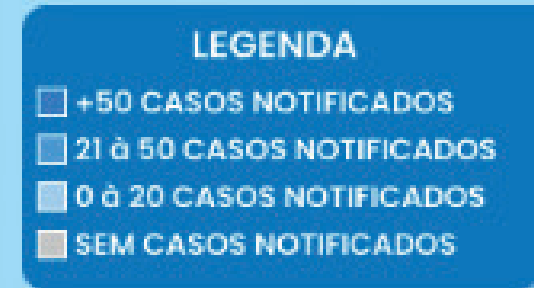 LEGENDA
+50 CASOS NOTIFICADOS
21 à 50 CASOS NOTIFICADOS
0 à 20 CASOS NOTIFICADOS
SEM CASOS NOTIFICADOS